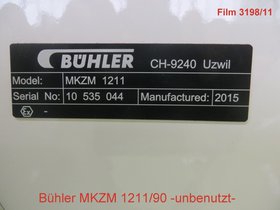 Film 3198/11
BÜHLER CH-9240 Uzwil
Model: MKZM 1211
Serial No: 10 535 044 Manufactured: 2015
Ex
Bühler MKZM 1211/90 -unbenutzt-